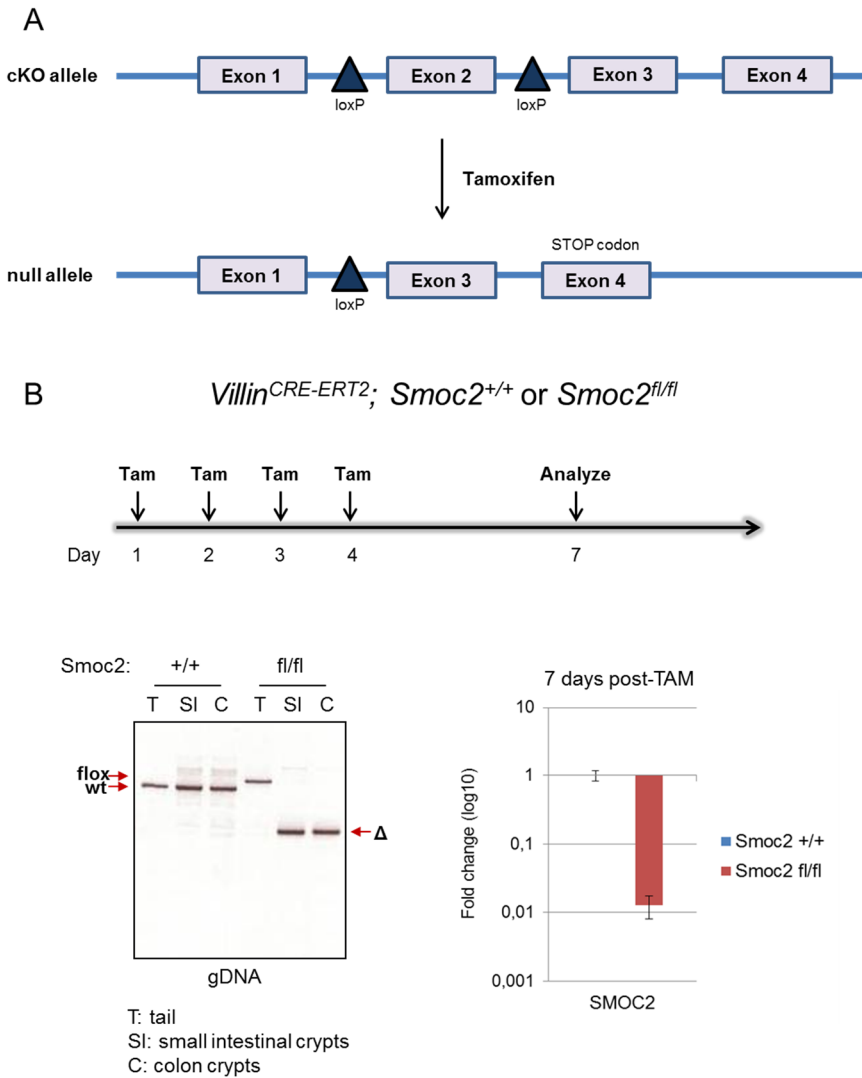 A
cKO allele Exon 1 Exon 2 Exon 3 Exon 4
loxP loxP
Tamoxifen
STOP codon
null allele Exon 1 Exon 3 Exon 4
loxP
B
Villin^CRE-ERT2; Smoc2^+/+ or Smoc2^fl/fl
Tam Tam Tam Tam Analyze
Day 1 2 3 4 7
Smoc2: +/+ fl/fl
T SI C T SI C
flox
wt
Δ
gDNA
T: tail
SI: small intestinal crypts
C: colon crypts
7 days post-TAM
Fold change (log10)
10
1
0,1
0,01
0,001
SMOC2
Smoc2 +/+
Smoc2 fl/fl